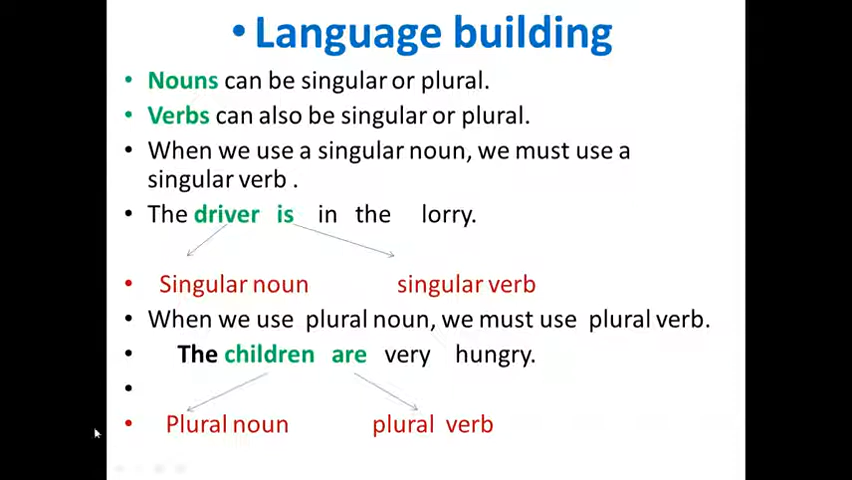 • Language building
• Nouns can be singular or plural.
• Verbs can also be singular or plural.
• When we use a singular noun, we must use a
singular verb .
• The driver is in the lorry.
• Singular noun singular verb
• When we use plural noun, we must use plural verb.
• The children are very hungry.
•
• Plural noun plural verb